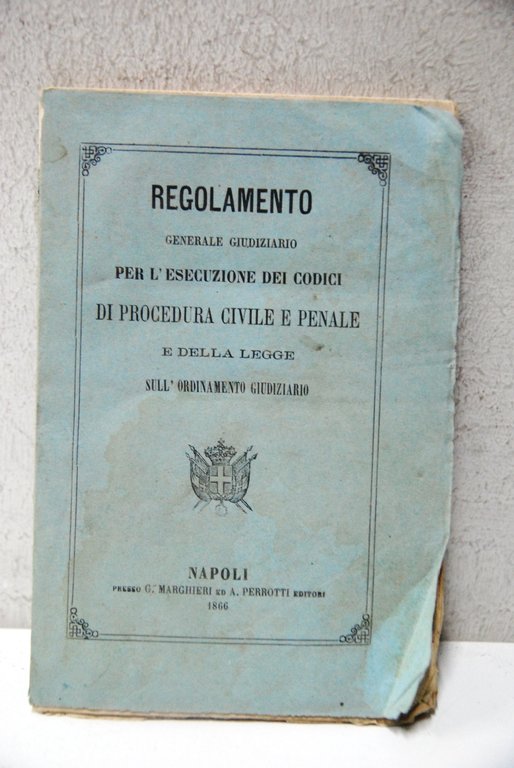 REGOLAMENTO
GENERALE GIUDIZIARIO
PER L'ESECUZIONE DEI CODICI
DI PROCEDURA CIVILE E PENALE
E DELLA LEGGE
SULL' ORDINAMENTO GIUDIZIARIO
NAPOLI
PRESSO G. MARGHIERI ED A. PERROTTI EDITORI
1866